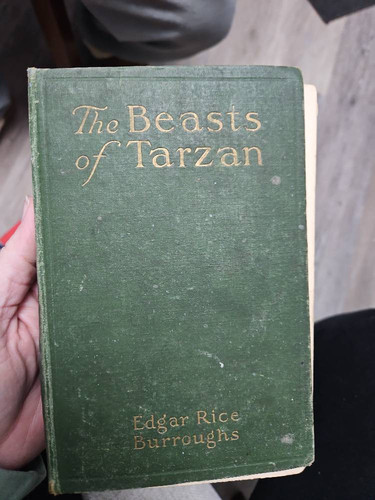 The Beasts
of Tarzan
Edgar Rice
Burroughs